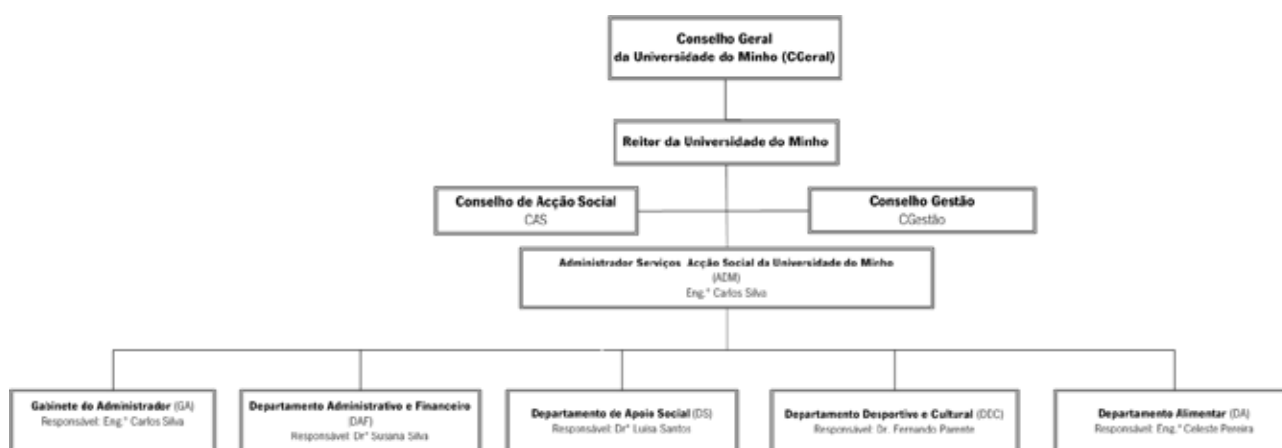 Conselho Geral
da Universidade do Minho (CGeral)
Reitor da Universidade do Minho
Conselho de Acção Social
CAS
Conselho Gestão
CGestão
Administrador Serviços Acção Social da Universidade do Minho
(ADM)
Eng.º Carlos Silva
Gabinete do Administrador (GA)
Responsável: Eng.º Carlos Silva
Departamento Administrativo e Financeiro
(DAF)
Responsável: Drª Susana Silva
Departamento de Apoio Social (DS)
Responsável: Drª Luísa Santos
Departamento Desportivo e Cultural (DEC)
Responsável: Dr. Fernando Parente
Departamento Alimentar (DA)
Responsável: Eng.ª Celeste Pereira